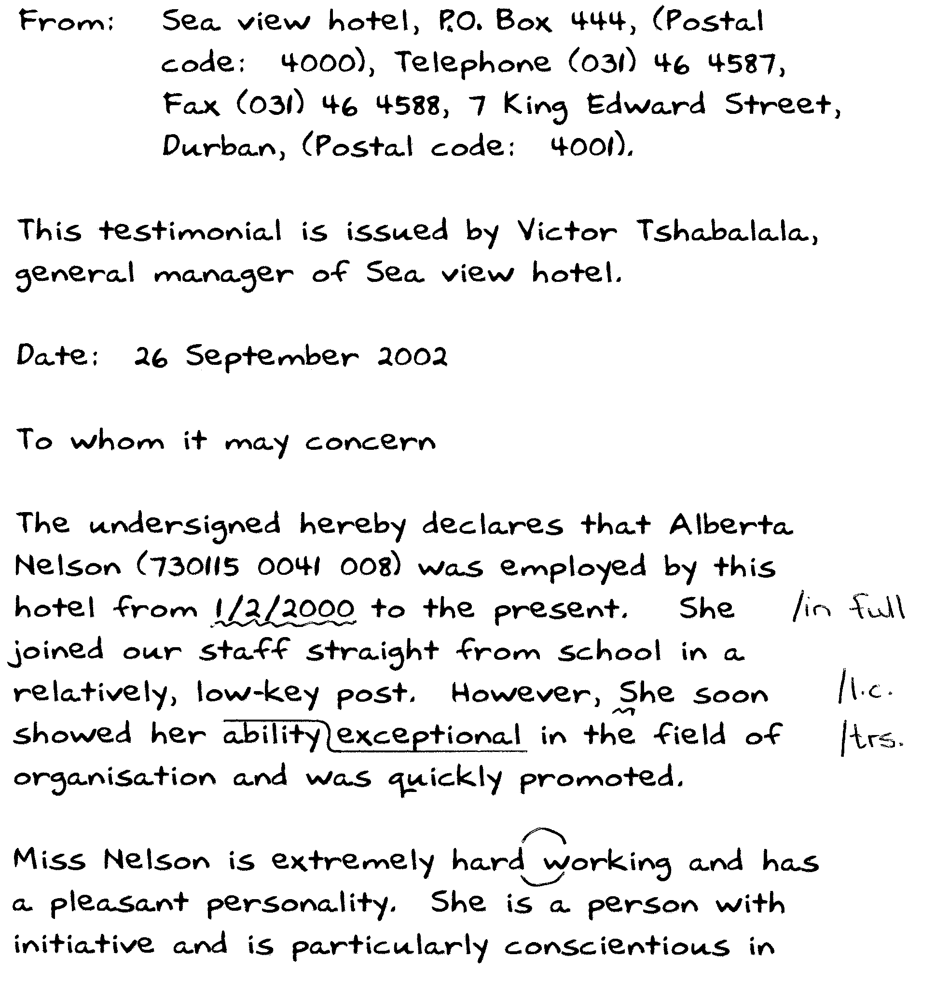 From: Sea view hotel, P.O. Box 444, (Postal
code: 4000), Telephone (031) 46 4587,
Fax (031) 46 4588, 7 King Edward Street,
Durban, (Postal code: 4001).
This testimonial is issued by Victor Tshabalala,
general manager of Sea view hotel.
Date: 26 September 2002
To whom it may concern
The undersigned hereby declares that Alberta
Nelson (730115 0041 008) was employed by this
hotel from 1/2/2000 to the present. She /in full
joined our staff straight from school in a
relatively, low-key post. However, She soon /l.c.
showed her ability exceptional in the field of /trs.
organisation and was quickly promoted.
Miss Nelson is extremely hard working and has
a pleasant personality. She is a person with
initiative and is particularly conscientious in